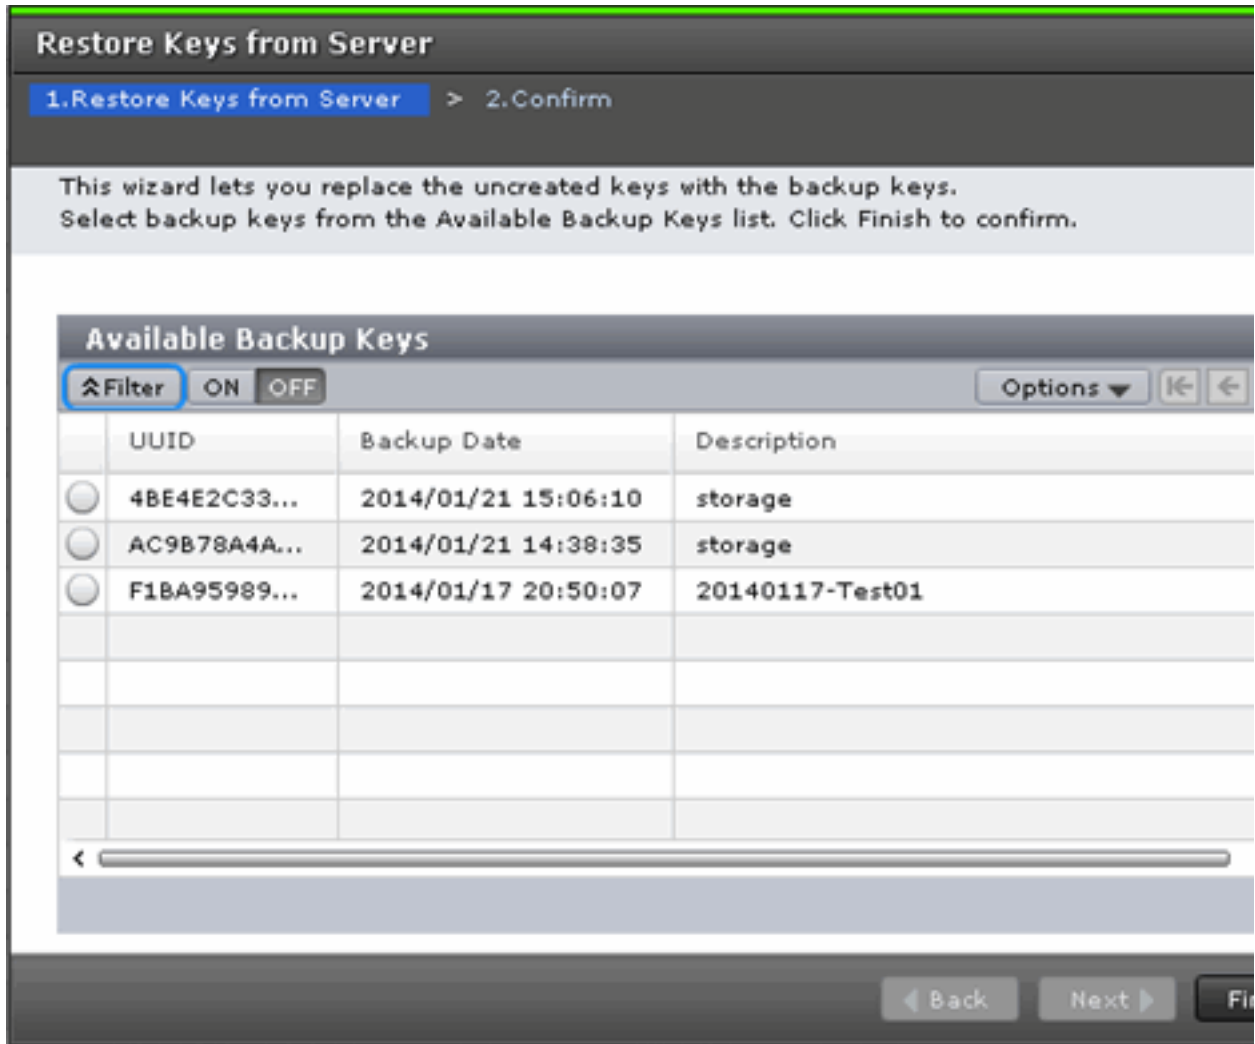 Restore Keys from Server
1.Restore Keys from Server > 2.Confirm
This wizard lets you replace the uncreated keys with the backup keys.
Select backup keys from the Available Backup Keys list. Click Finish to confirm.
Available Backup Keys
Filter ON OFF Options
UUID Backup Date Description
4BE4E2C33... 2014/01/21 15:06:10 storage
AC9B78A4A... 2014/01/21 14:38:35 storage
F1BA95989... 2014/01/17 20:50:07 20140117-Test01
Back Next